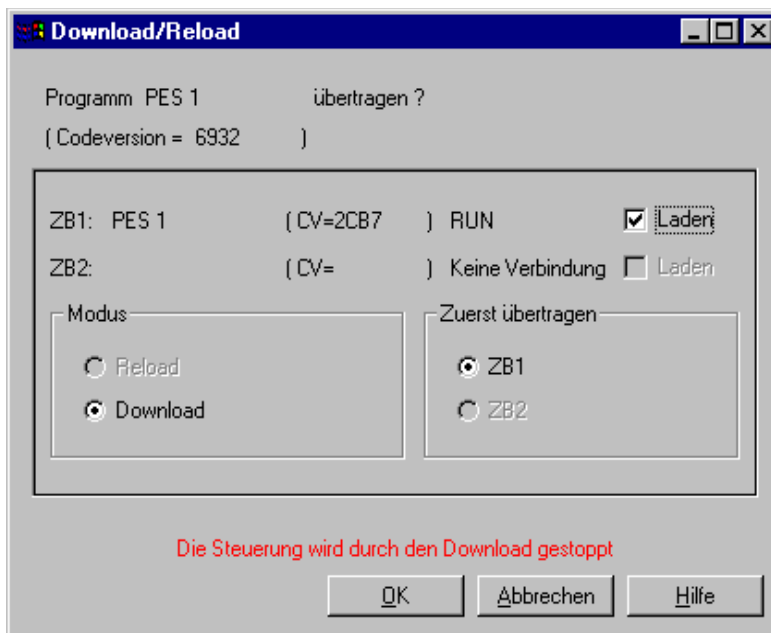 Download/Reload
Programm PES 1 übertragen ?
( Codeversion = 6932 )
ZB1: PES 1 ( CV=2CB7 ) RUN Laden
ZB2: ( CV= ) Keine Verbindung Laden
Modus
Reload
Download
Zuerst übertragen
ZB1
ZB2
Die Steuerung wird durch den Download gestoppt
OK Abbrechen Hilfe